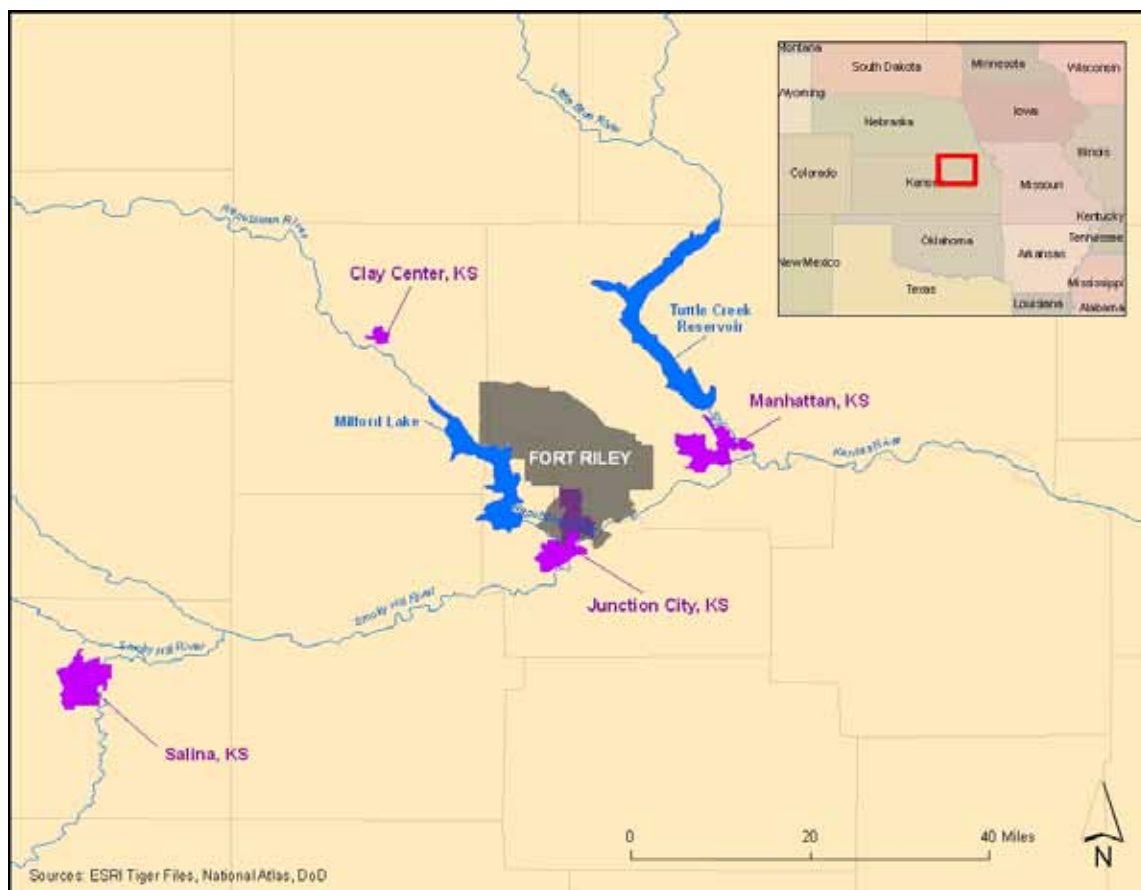 Little Blue River
Republican River
Clay Center, KS
Tuttle Creek
Reservoir
Milford Lake
Manhattan, KS
Kansas River
FORT RILEY
Junction City, KS
Smoky Hill River
Smoky Hill River
Salina, KS
Montana
South Dakota
Minnesota
Wisconsin
Wyoming
Nebraska
Iowa
Illinois
Colorado
Missouri
Kentucky
Oklahoma
Tennessee
Arkansas
New Mexico
Texas
Mississippi
Louisiana
Alabama
0
20
40 Miles
N
Sources: ESRI Tiger Files, National Atlas, DoD